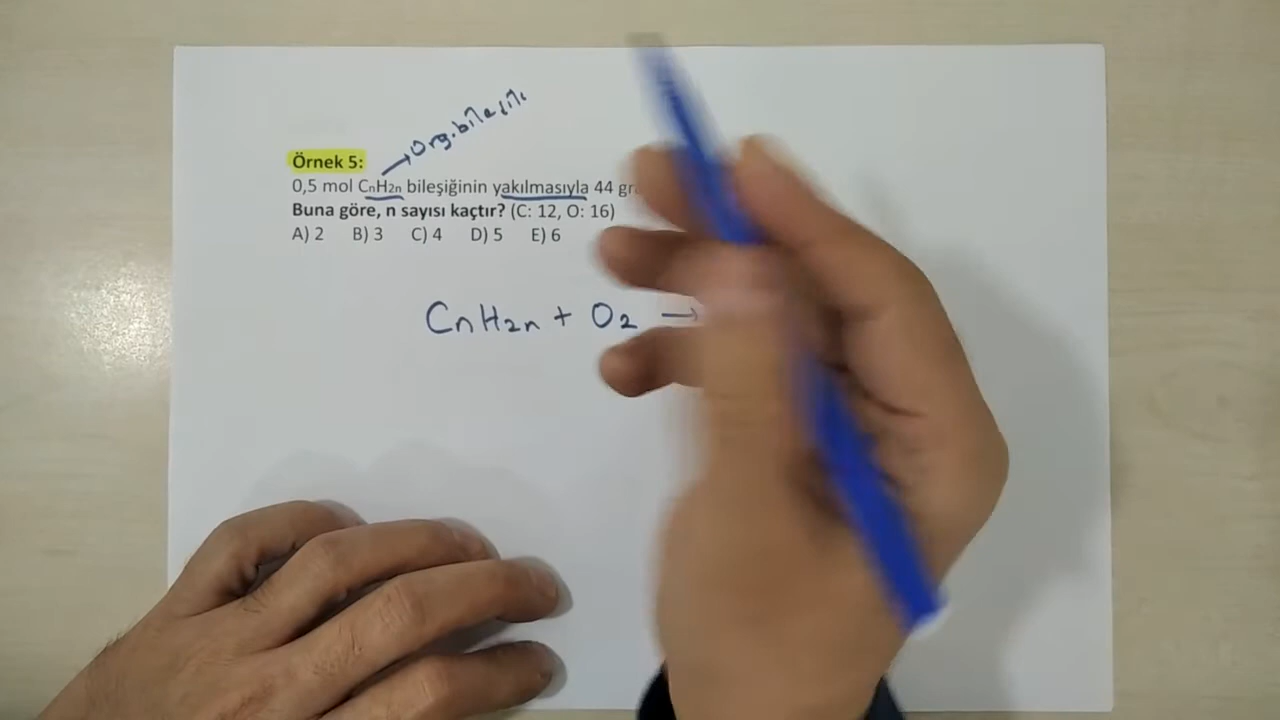 Org. bileşik
Örnek 5:
0,5 mol CnH2n bileşiğinin yakılmasıyla 44
Buna göre, n sayısı kaçtır? (C: 12, O: 16)
A) 2 B) 3 C) 4 D) 5 E) 6
CnH2n + O2 →